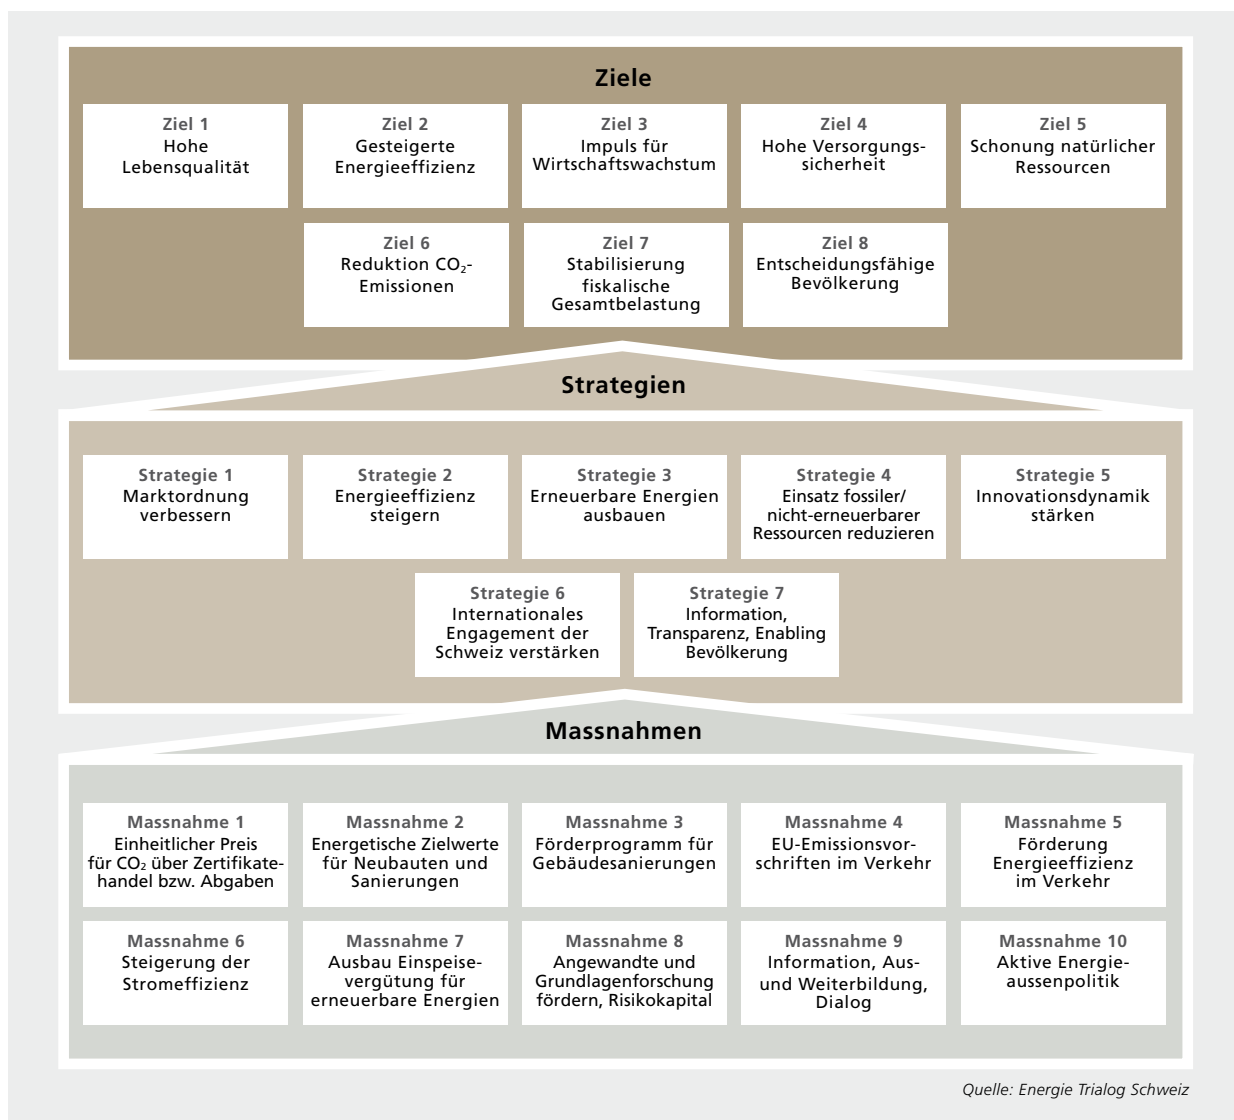 Ziele
Ziel 1
Hohe
Lebensqualität
Ziel 2
Gesteigerte
Energieeffizienz
Ziel 3
Impuls für
Wirtschaftswachstum
Ziel 4
Hohe Versorgungs-
sicherheit
Ziel 5
Schonung natürlicher
Ressourcen
Ziel 6
Reduktion CO₂-
Emissionen
Ziel 7
Stabilisierung
fiskalische
Gesamtbelastung
Ziel 8
Entscheidungsfähige
Bevölkerung
Strategien
Strategie 1
Marktordnung
verbessern
Strategie 2
Energieeffizienz
steigern
Strategie 3
Erneuerbare Energien
ausbauen
Strategie 4
Einsatz fossiler/
nicht-erneuerbarer
Ressourcen reduzieren
Strategie 5
Innovationsdynamik
stärken
Strategie 6
Internationales
Engagement der
Schweiz verstärken
Strategie 7
Information,
Transparenz, Enabling
Bevölkerung
Massnahmen
Massnahme 1
Einheitlicher Preis
für CO₂ über Zertifikate-
handel bzw. Abgaben
Massnahme 2
Energetische Zielwerte
für Neubauten und
Sanierungen
Massnahme 3
Förderprogramm für
Gebäudesanierungen
Massnahme 4
EU-Emissionsvor-
schriften im Verkehr
Massnahme 5
Förderung
Energieeffizienz
im Verkehr
Massnahme 6
Steigerung der
Stromeffizienz
Massnahme 7
Ausbau Einspeise-
vergütung für
erneuerbare Energien
Massnahme 8
Angewandte und
Grundlagenforschung
fördern, Risikokapital
Massnahme 9
Information, Aus-
und Weiterbildung,
Dialog
Massnahme 10
Aktive Energie-
aussenpolitik
Quelle: Energie Trialog Schweiz